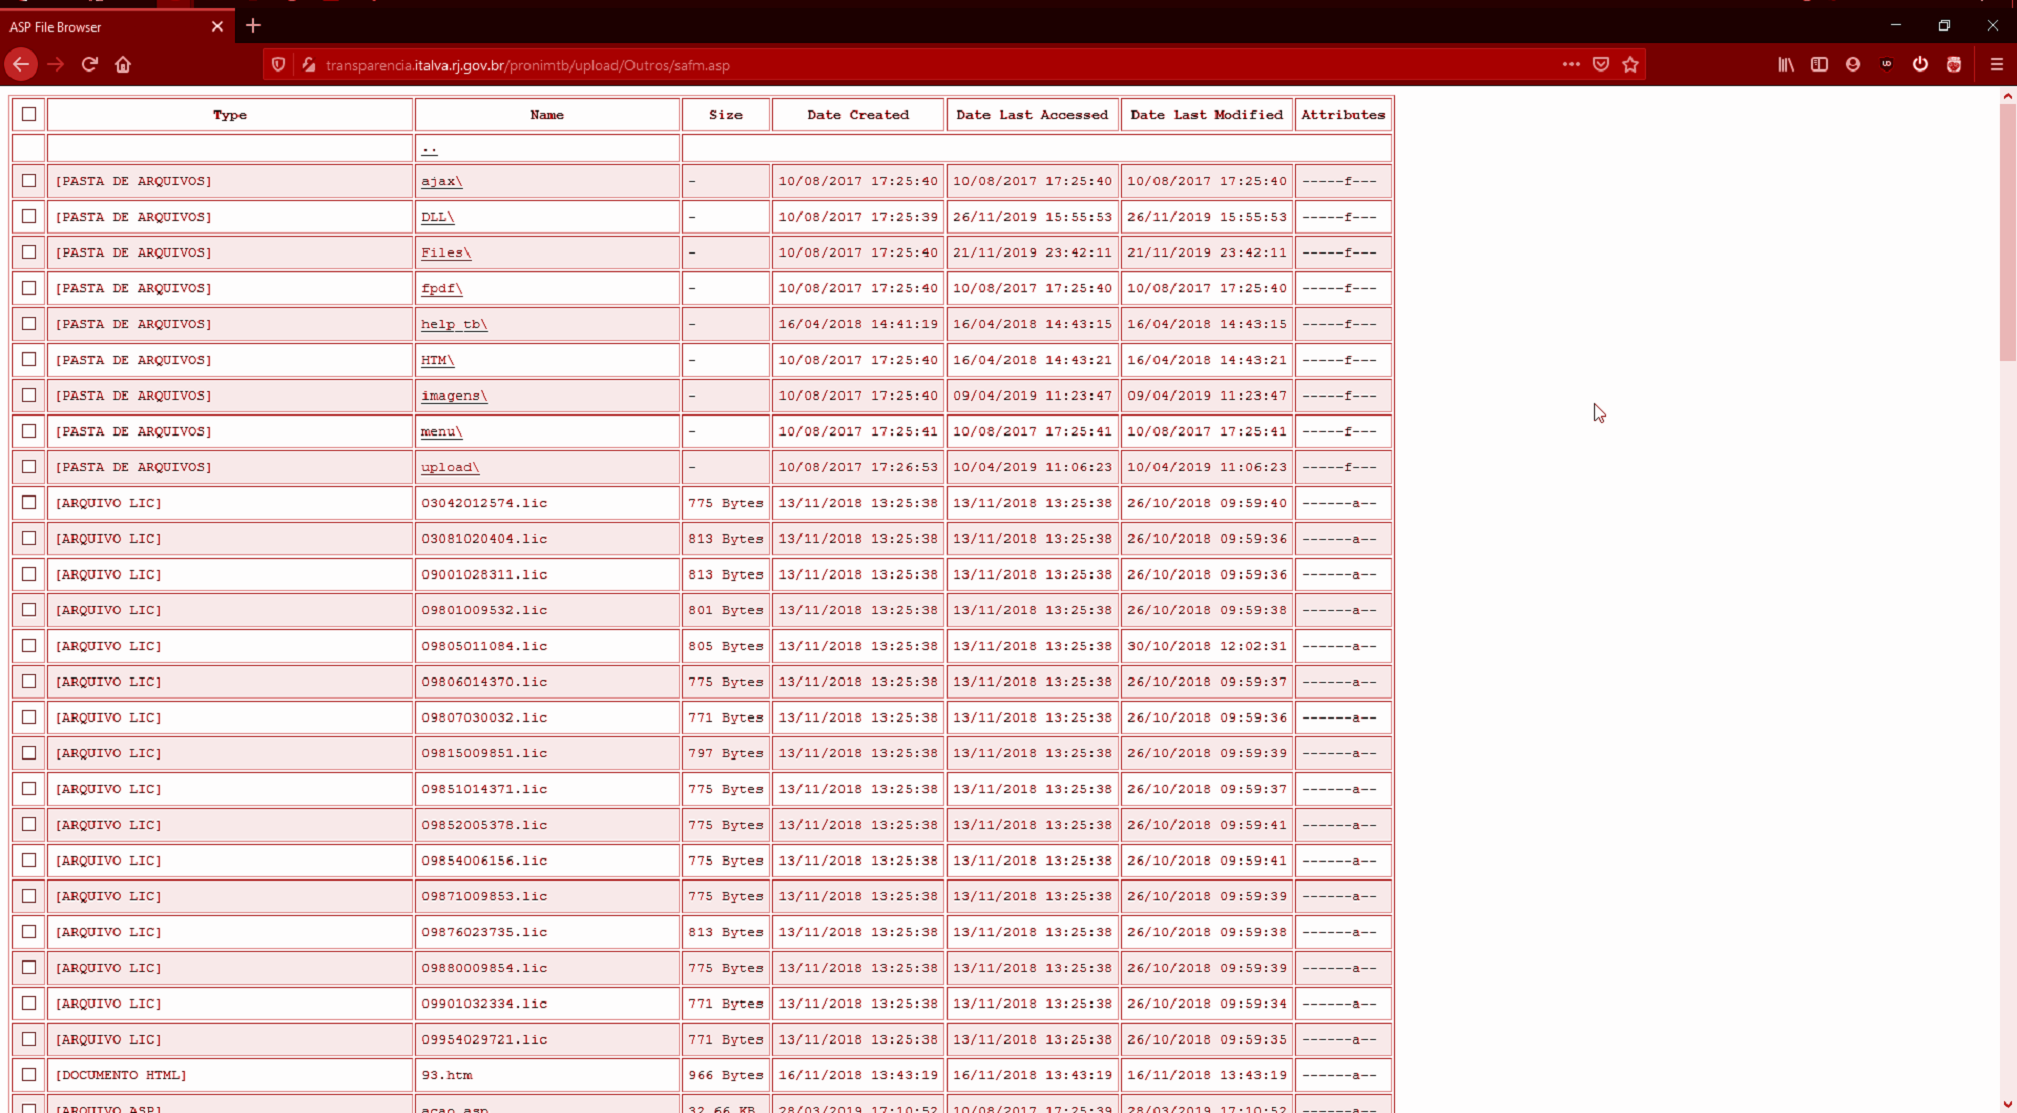 ASP File Browser
transparencia.italva.rj.gov.br/pronimtb/upload/Outros/safm.asp
Type Name Size Date Created Date Last Accessed Date Last Modified Attributes
..
[PASTA DE ARQUIVOS] ajax\ - 10/08/2017 17:25:40 10/08/2017 17:25:40 10/08/2017 17:25:40 -----f---
[PASTA DE ARQUIVOS] DLL\ - 10/08/2017 17:25:39 26/11/2019 15:55:53 26/11/2019 15:55:53 -----f---
[PASTA DE ARQUIVOS] Files\ - 10/08/2017 17:25:40 21/11/2019 23:42:11 21/11/2019 23:42:11 -----f---
[PASTA DE ARQUIVOS] fpdf\ - 10/08/2017 17:25:40 10/08/2017 17:25:40 10/08/2017 17:25:40 -----f---
[PASTA DE ARQUIVOS] help_tb\ - 16/04/2018 14:41:19 16/04/2018 14:43:15 16/04/2018 14:43:15 -----f---
[PASTA DE ARQUIVOS] HTM\ - 10/08/2017 17:25:40 16/04/2018 14:43:21 16/04/2018 14:43:21 -----f---
[PASTA DE ARQUIVOS] imagens\ - 10/08/2017 17:25:40 09/04/2019 11:23:47 09/04/2019 11:23:47 -----f---
[PASTA DE ARQUIVOS] menu\ - 10/08/2017 17:25:41 10/08/2017 17:25:41 10/08/2017 17:25:41 -----f---
[PASTA DE ARQUIVOS] upload\ - 10/08/2017 17:26:53 10/04/2019 11:06:23 10/04/2019 11:06:23 -----f---
[ARQUIVO LIC] 03042012574.lic 775 Bytes 13/11/2018 13:25:38 13/11/2018 13:25:38 26/10/2018 09:59:40 ------a--
[ARQUIVO LIC] 03081020404.lic 813 Bytes 13/11/2018 13:25:38 13/11/2018 13:25:38 26/10/2018 09:59:36 ------a--
[ARQUIVO LIC] 09001028311.lic 813 Bytes 13/11/2018 13:25:38 13/11/2018 13:25:38 26/10/2018 09:59:36 ------a--
[ARQUIVO LIC] 09801009532.lic 801 Bytes 13/11/2018 13:25:38 13/11/2018 13:25:38 26/10/2018 09:59:38 ------a--
[ARQUIVO LIC] 09805011084.lic 805 Bytes 13/11/2018 13:25:38 13/11/2018 13:25:38 30/10/2018 12:02:31 ------a--
[ARQUIVO LIC] 09806014370.lic 775 Bytes 13/11/2018 13:25:38 13/11/2018 13:25:38 26/10/2018 09:59:37 ------a--
[ARQUIVO LIC] 09807030032.lic 771 Bytes 13/11/2018 13:25:38 13/11/2018 13:25:38 26/10/2018 09:59:36 ------a--
[ARQUIVO LIC] 09815009851.lic 797 Bytes 13/11/2018 13:25:38 13/11/2018 13:25:38 26/10/2018 09:59:39 ------a--
[ARQUIVO LIC] 09851014371.lic 775 Bytes 13/11/2018 13:25:38 13/11/2018 13:25:38 26/10/2018 09:59:37 ------a--
[ARQUIVO LIC] 09852005378.lic 775 Bytes 13/11/2018 13:25:38 13/11/2018 13:25:38 26/10/2018 09:59:41 ------a--
[ARQUIVO LIC] 09854006156.lic 775 Bytes 13/11/2018 13:25:38 13/11/2018 13:25:38 26/10/2018 09:59:41 ------a--
[ARQUIVO LIC] 09871009853.lic 775 Bytes 13/11/2018 13:25:38 13/11/2018 13:25:38 26/10/2018 09:59:39 ------a--
[ARQUIVO LIC] 09876023735.lic 813 Bytes 13/11/2018 13:25:38 13/11/2018 13:25:38 26/10/2018 09:59:38 ------a--
[ARQUIVO LIC] 09880009854.lic 775 Bytes 13/11/2018 13:25:38 13/11/2018 13:25:38 26/10/2018 09:59:39 ------a--
[ARQUIVO LIC] 09901032334.lic 771 Bytes 13/11/2018 13:25:38 13/11/2018 13:25:38 26/10/2018 09:59:34 ------a--
[ARQUIVO LIC] 09954029721.lic 771 Bytes 13/11/2018 13:25:38 13/11/2018 13:25:38 26/10/2018 09:59:35 ------a--
[DOCUMENTO HTML] 93.htm 966 Bytes 16/11/2018 13:43:19 16/11/2018 13:43:19 16/11/2018 13:43:19 ------a--
[ARQUIVO ASP] acao.asp 32,66 KB 28/03/2019 17:10:52 10/08/2017 17:25:39 28/03/2019 17:10:52 ------a--